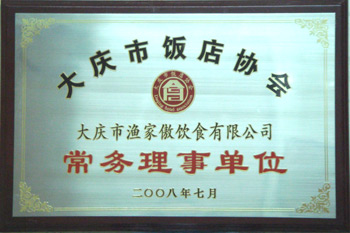 大庆市饭店协会
大庆市渔家傲饮食有限公司
常务理事单位
二〇〇八年七月